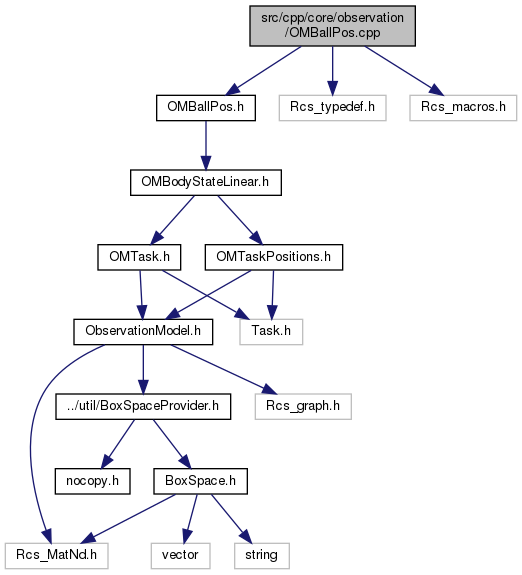 src/cpp/core/observation
/OMBallPos.cpp
OMBallPos.h
Rcs_typedef.h
Rcs_macros.h
OMBodyStateLinear.h
OMTask.h
OMTaskPositions.h
ObservationModel.h
Task.h
../util/BoxSpaceProvider.h
Rcs_graph.h
nocopy.h
BoxSpace.h
Rcs_MatNd.h
vector
string